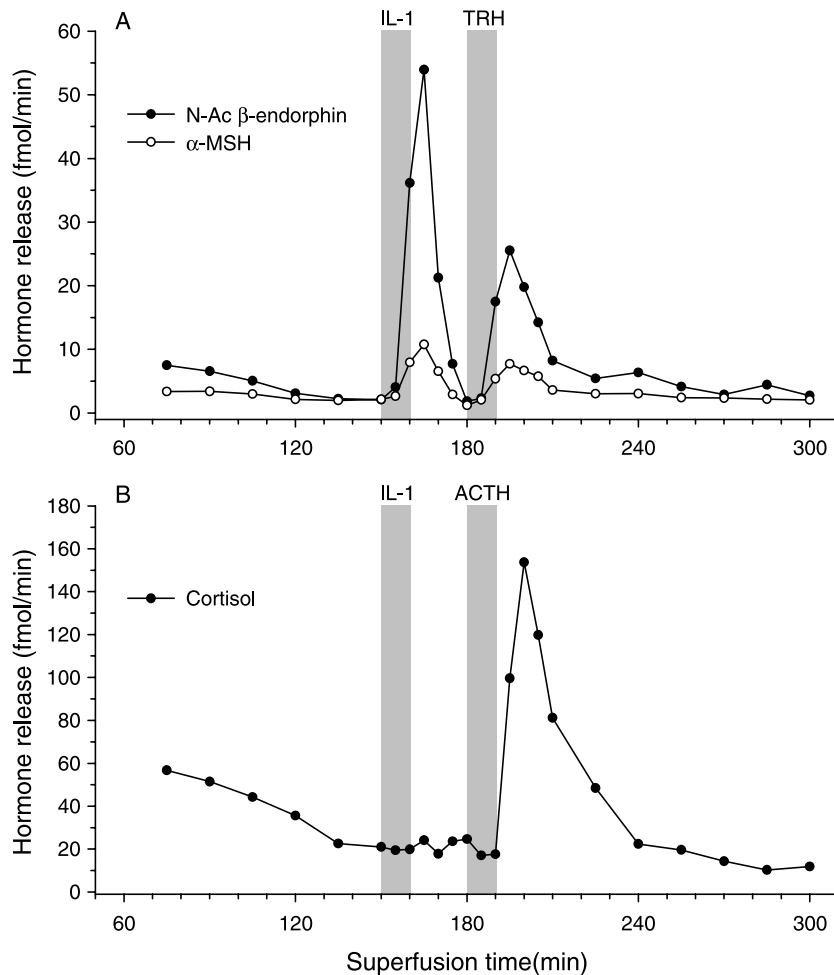 A
IL-1
TRH
60
50
40
30
20
10
0
Hormone release (fmol/min)
N-Ac β-endorphin
α-MSH
60
120
180
240
300
B
IL-1
ACTH
180
160
140
120
100
80
60
40
20
0
Hormone release (fmol/min)
Cortisol
60
120
180
240
300
Superfusion time(min)